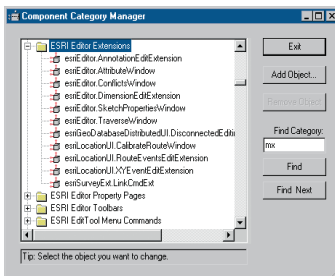 Component Category Manager
ESRI Editor Extensions
esriEditor.AnnotationEditExtension
esriEditor.AttributeWindow
esriEditor.ConflictsWindow
esriEditor.DimensionEditExtension
esriEditor.SketchPropertiesWindow
esriEditor.TraverseWindow
esriGeoDatabaseDistributedUI.DisconnectedEditi
esriLocationUI.CalibrateRouteWindow
esriLocationUI.RouteEventsEditExtension
esriLocationUI.XYEventEditExtension
esriSurveyExt.LinkCmdExt
ESRI Editor Property Pages
ESRI Editor Toolbars
ESRI EditTool Menu Commands
Exit
Add Object...
Remove Object
Find Category:
mx
Find
Find Next
Tip: Select the object you want to change.